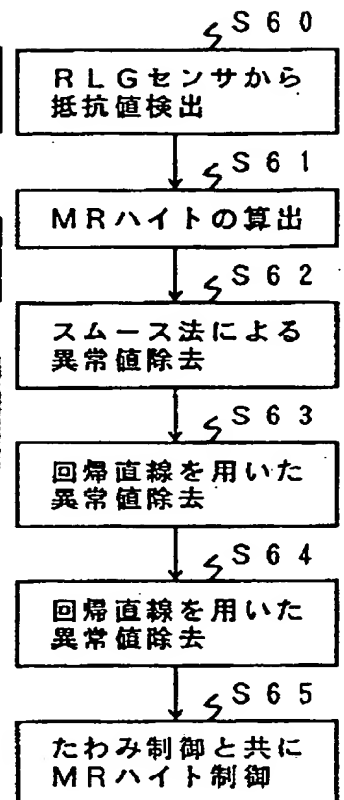 S60
RLGセンサから
抵抗値検出
S61
MRハイトの算出
S62
スムース法による
異常値除去
S63
回帰直線を用いた
異常値除去
S64
回帰直線を用いた
異常値除去
S65
たわみ制御と共に
MRハイト制御